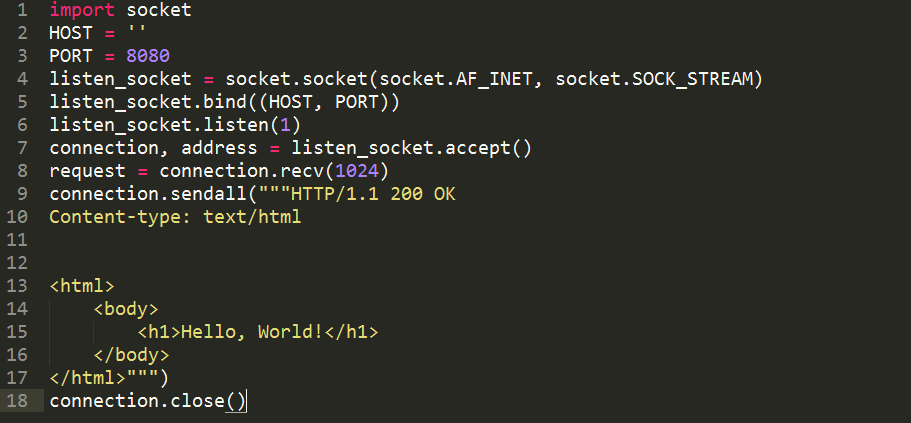 1 import socket
2 HOST = ''
3 PORT = 8080
4 listen_socket = socket.socket(socket.AF_INET, socket.SOCK_STREAM)
5 listen_socket.bind((HOST, PORT))
6 listen_socket.listen(1)
7 connection, address = listen_socket.accept()
8 request = connection.recv(1024)
9 connection.sendall("""HTTP/1.1 200 OK
10 Content-type: text/html
11
12
13 <html>
14     <body>
15         <h1>Hello, World!</h1>
16     </body>
17 </html>""")
18 connection.close()